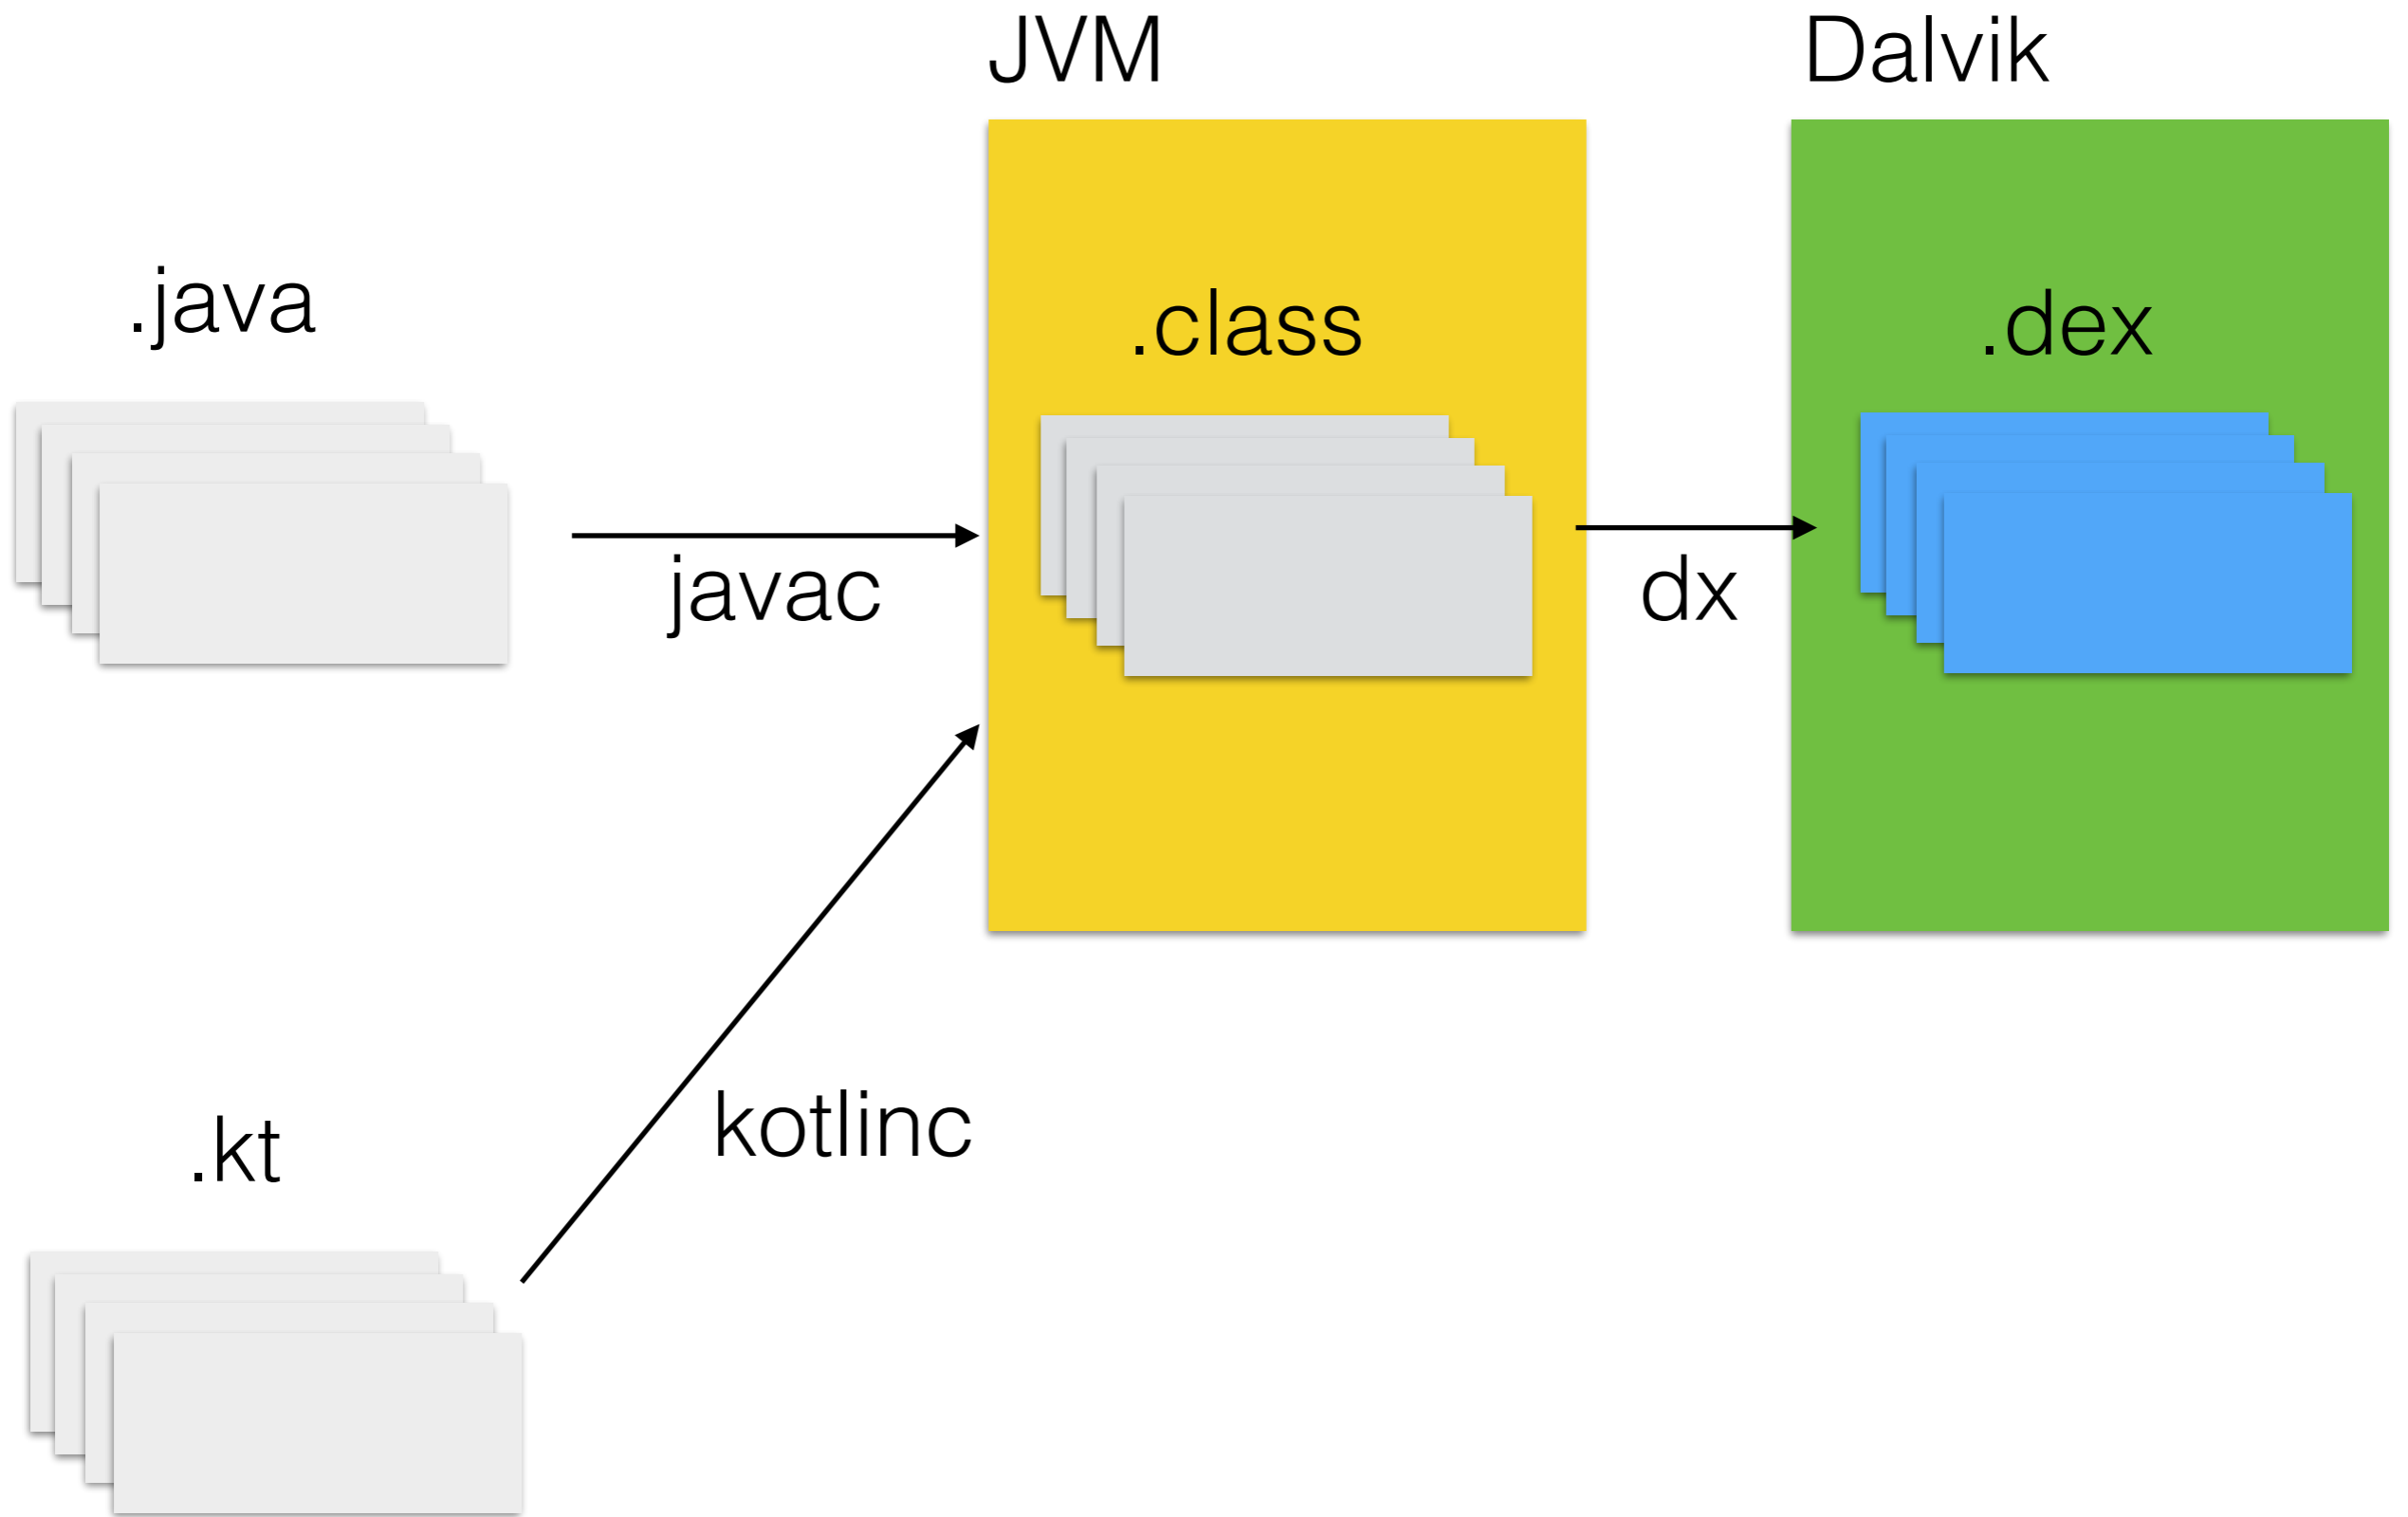 JVM
Dalvik
.java
.class
.dex
javac
dx
kotlinc
.kt